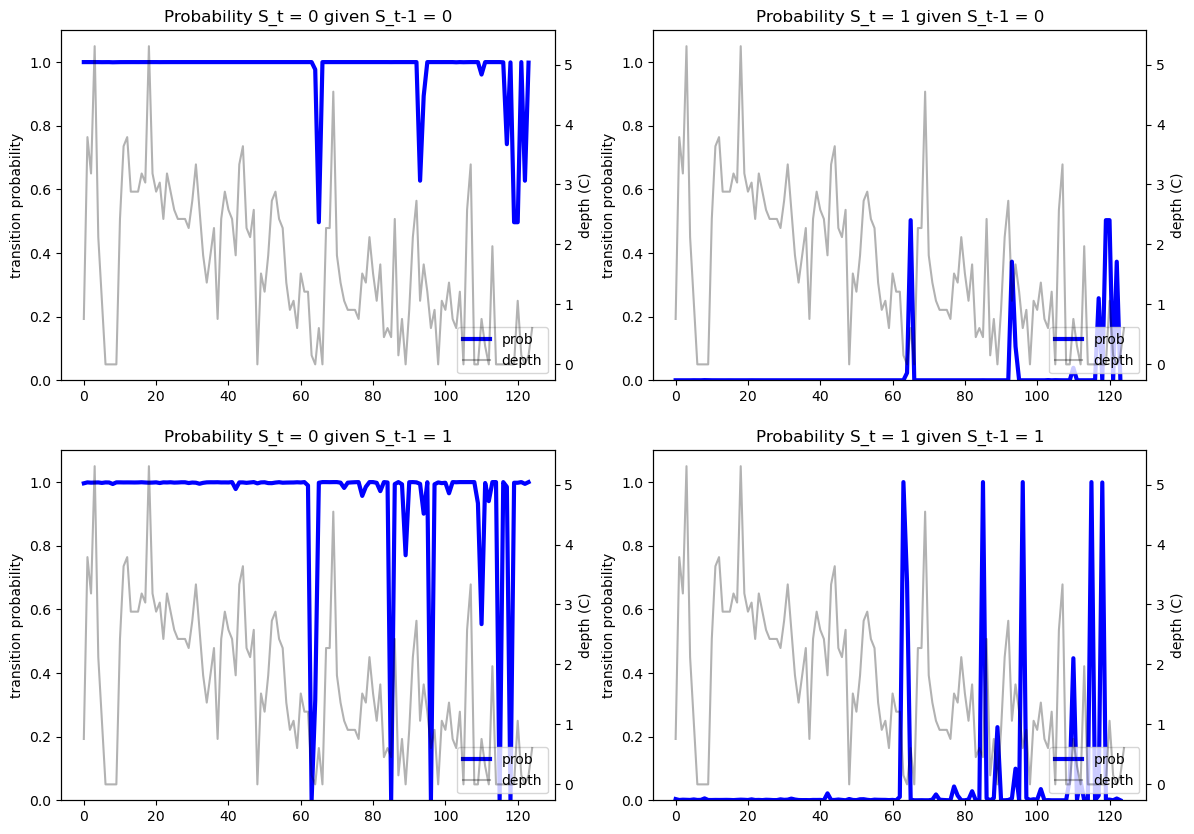 Probability S_t = 0 given S_t-1 = 0
1.0
0.8
0.6
0.4
0.2
0.0
transition probability
0 20 40 60 80 100 120
5
4
3
2
1
0
depth (C)
prob
depth
Probability S_t = 1 given S_t-1 = 0
1.0
0.8
0.6
0.4
0.2
0.0
transition probability
0 20 40 60 80 100 120
5
4
3
2
1
0
depth (C)
prob
depth
Probability S_t = 0 given S_t-1 = 1
1.0
0.8
0.6
0.4
0.2
0.0
transition probability
0 20 40 60 80 100 120
5
4
3
2
1
0
depth (C)
prob
depth
Probability S_t = 1 given S_t-1 = 1
1.0
0.8
0.6
0.4
0.2
0.0
transition probability
0 20 40 60 80 100 120
5
4
3
2
1
0
depth (C)
prob
depth